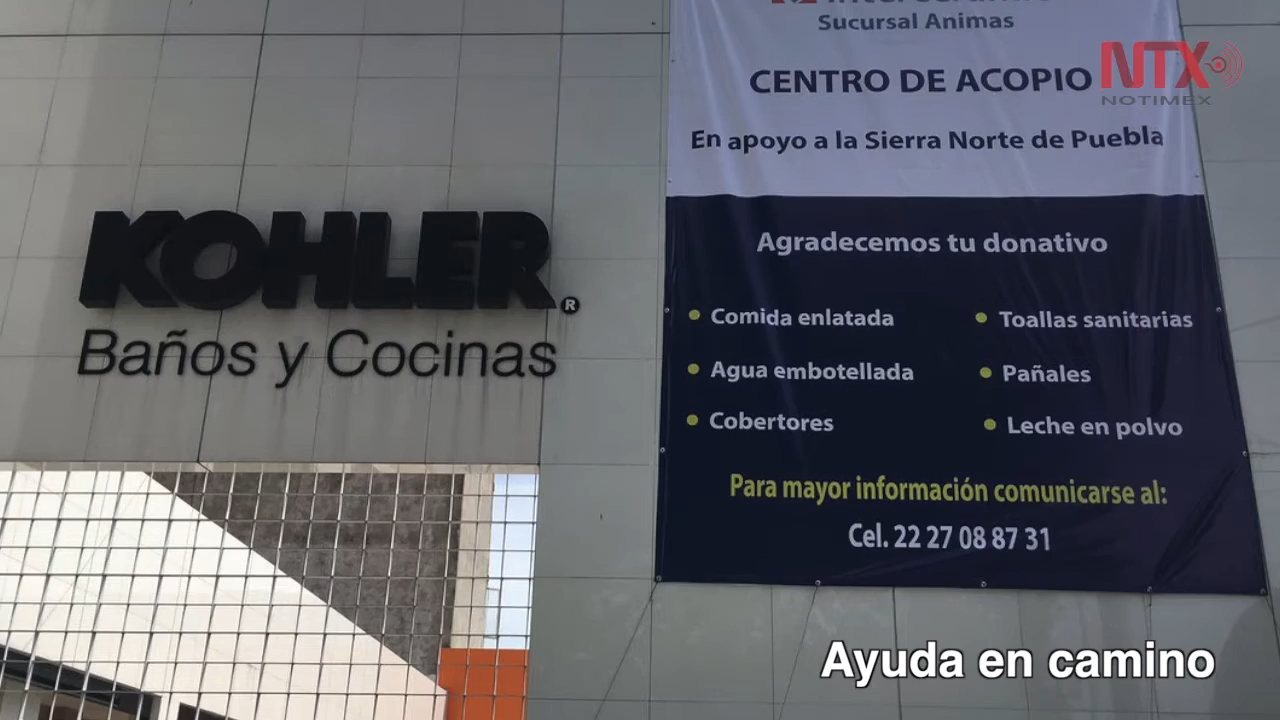 Sucursal Animas
CENTRO DE ACOPIO
En apoyo a la Sierra Norte de Puebla
NTX
NOTIMEX
KOHLER®
Baños y Cocinas
Agradecemos tu donativo
• Comida enlatada
• Agua embotellada
• Cobertores
• Toallas sanitarias
• Pañales
• Leche en polvo
Para mayor información comunicarse al:
Cel. 22 27 08 87 31
Ayuda en camino